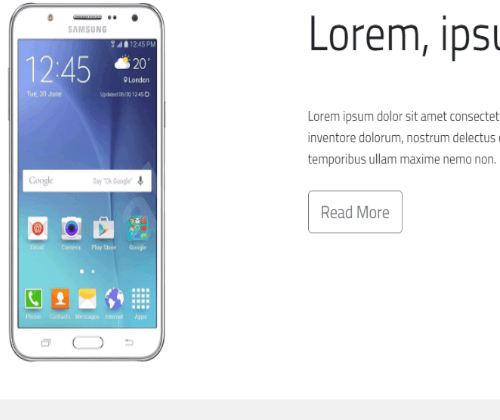 SAMSUNG
12:45 PM
12:45
20°
London
Tue, 30 June
Updated 30/06 12:45
Google
Say "Ok Google"
Email
Camera
Play Store
Google
Phone
Contacts
Messages
Internet
Apps
Lorem, ipsu
Lorem ipsum dolor sit amet consectet
inventore dolorum, nostrum delectus
temporibus ullam maxime nemo non.
Read More